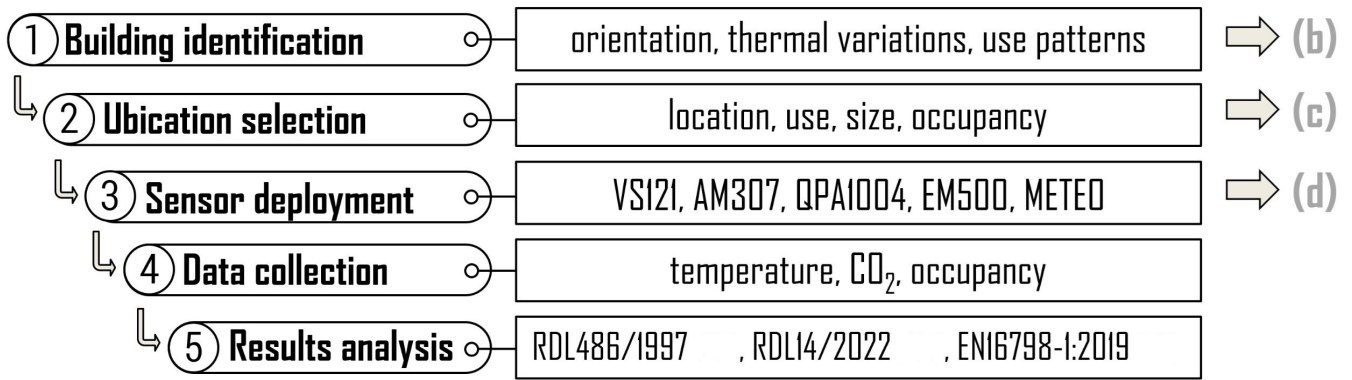 1 Building identification orientation, thermal variations, use patterns (b)
2 Ubication selection location, use, size, occupancy (c)
3 Sensor deployment VS121, AM307, QPA1004, EM500, METEO (d)
4 Data collection temperature, CO₂, occupancy
5 Results analysis RDL486/1997 , RDL14/2022 , EN16798-1:2019